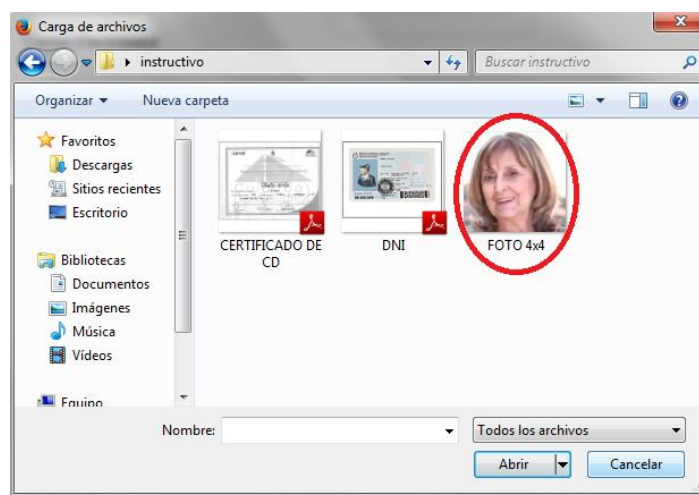 Carga de archivos
instructivo
Buscar instructivo
Organizar
Nueva carpeta
Favoritos
Descargas
Sitios recientes
Escritorio
Bibliotecas
Documentos
Imágenes
Música
Vídeos
Equipo
CERTIFICADO DE
CD
DNI
FOTO 4x4
Nombre:
Todos los archivos
Abrir
Cancelar